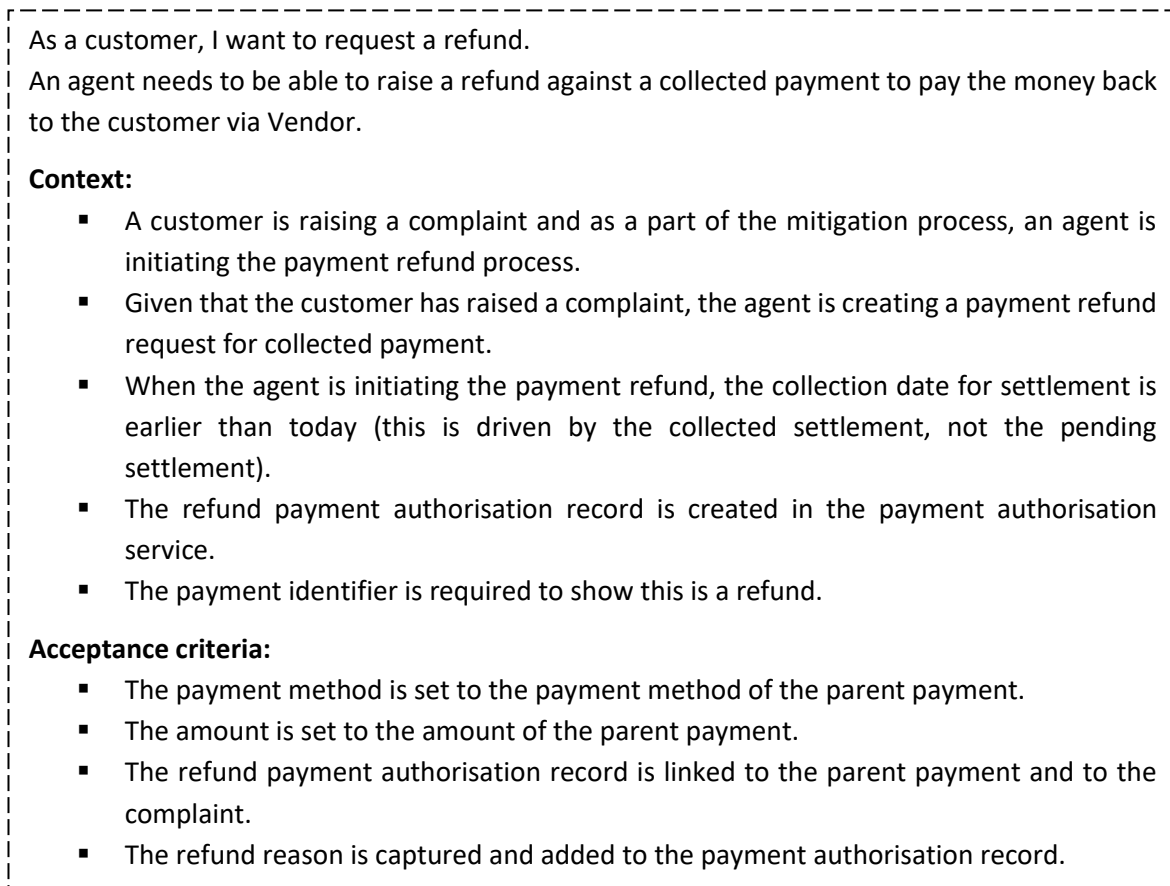 As a customer, I want to request a refund.
An agent needs to be able to raise a refund against a collected payment to pay the money back
to the customer via Vendor.
Context:
▪ A customer is raising a complaint and as a part of the mitigation process, an agent is
initiating the payment refund process.
▪ Given that the customer has raised a complaint, the agent is creating a payment refund
request for collected payment.
▪ When the agent is initiating the payment refund, the collection date for settlement is
earlier than today (this is driven by the collected settlement, not the pending
settlement).
▪ The refund payment authorisation record is created in the payment authorisation
service.
▪ The payment identifier is required to show this is a refund.
Acceptance criteria:
▪ The payment method is set to the payment method of the parent payment.
▪ The amount is set to the amount of the parent payment.
▪ The refund payment authorisation record is linked to the parent payment and to the
complaint.
▪ The refund reason is captured and added to the payment authorisation record.